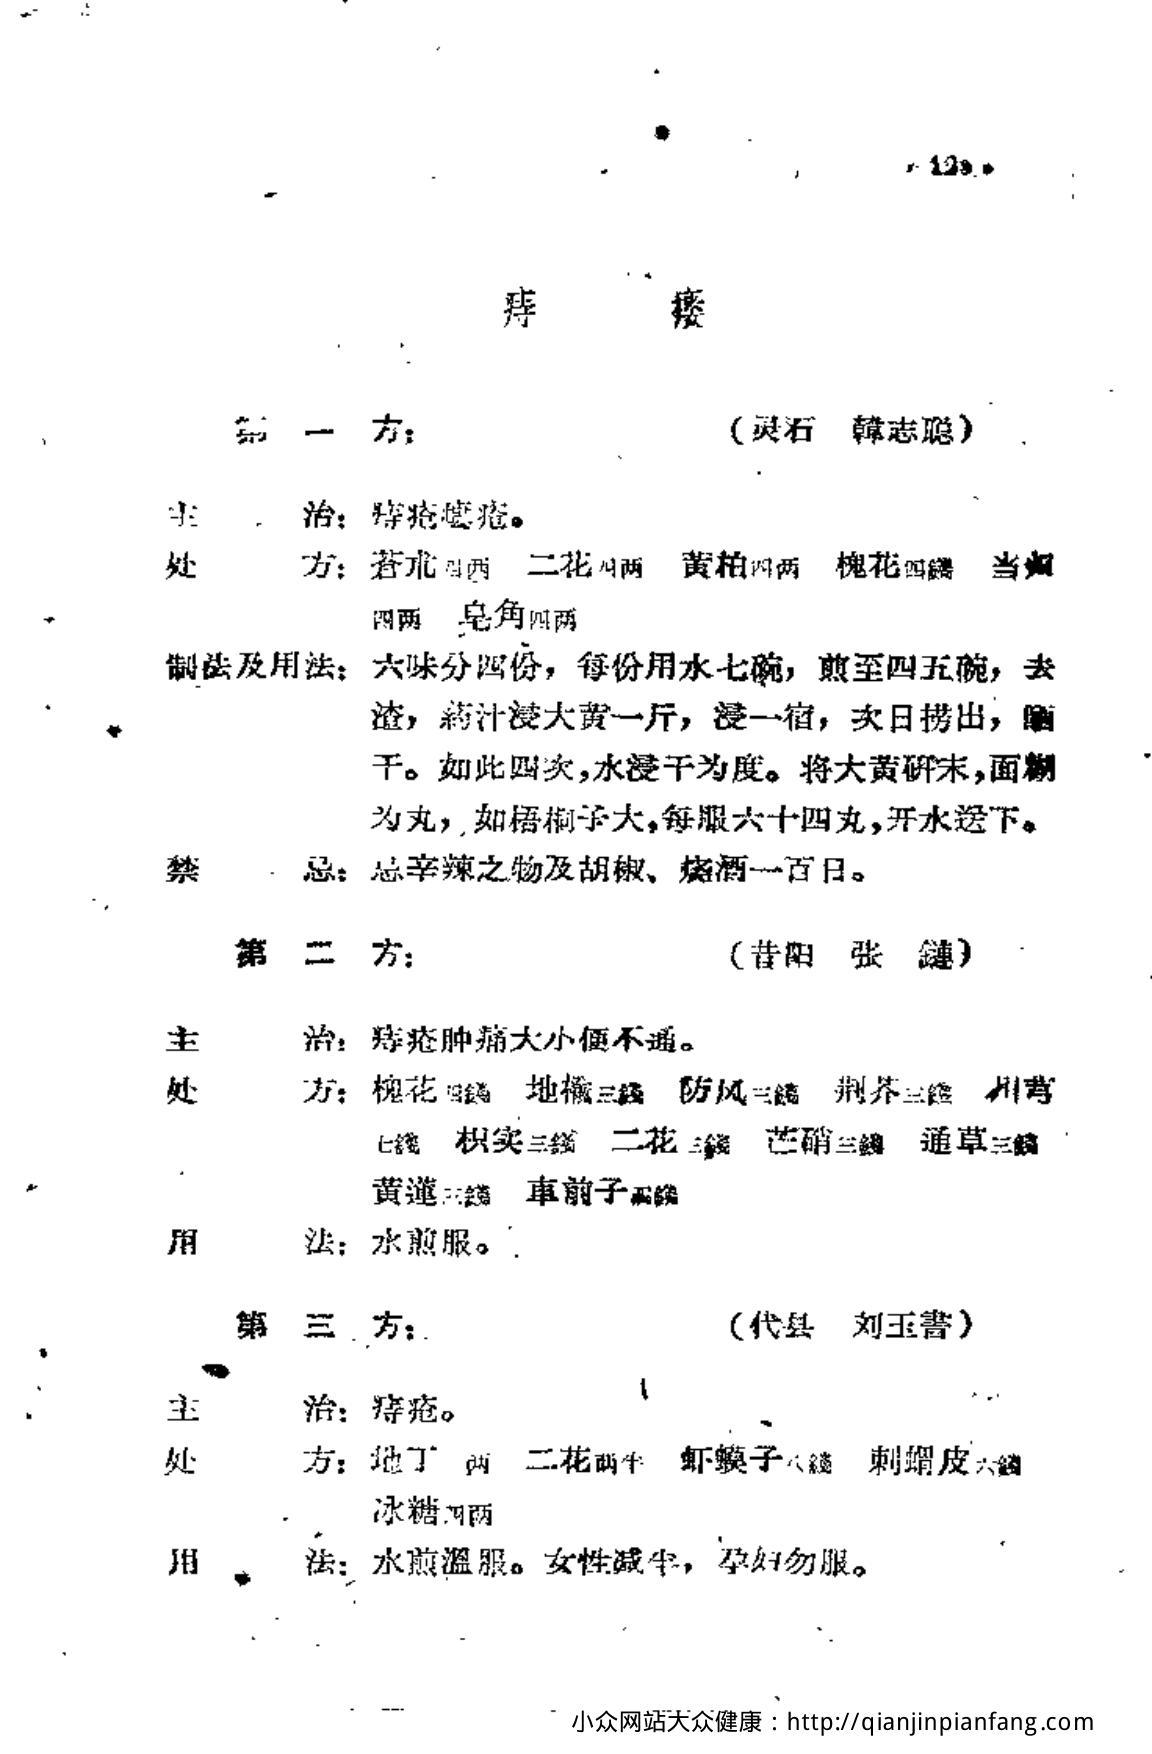 痔 瘘
第一方： （灵石 韓志聪）
主治：痔疮瘘疮。
处方：苍朮四两 二花四两 黄柏四两 槐花四錢 当归
四两 皂角四两
制法及用法：六味分四份，每份用水七碗，煎至四五碗，去
渣，药汁浸大黄一斤，浸一宿，次日捞出，晒
干。如此四次，水浸干为度。将大黄研末，面糊
为丸，如梧桐子大，每服六十四丸，开水送下。
禁忌：忌辛辣之物及胡椒、烧酒一百日。
第二方： （昔阳 张 鏈）
主治：痔疮肿痛大小便不通。
处方：槐花四錢 地榆三錢 防风三錢 荆芥三錢 川芎
七錢 枳实三錢 二花三錢 芒硝三錢 通草三錢
黄蓮三錢 車前子錢
用法：水煎服。
第三方： （代县 刘玉書）
主治：痔疮。
处方：地丁 两 二花两半 虾蟆子八錢 刺蝟皮六錢
冰糖四两
用法：水煎溫服。女性减半，孕妇勿服。
小众网站大众健康：http://qianjinpianfang.com